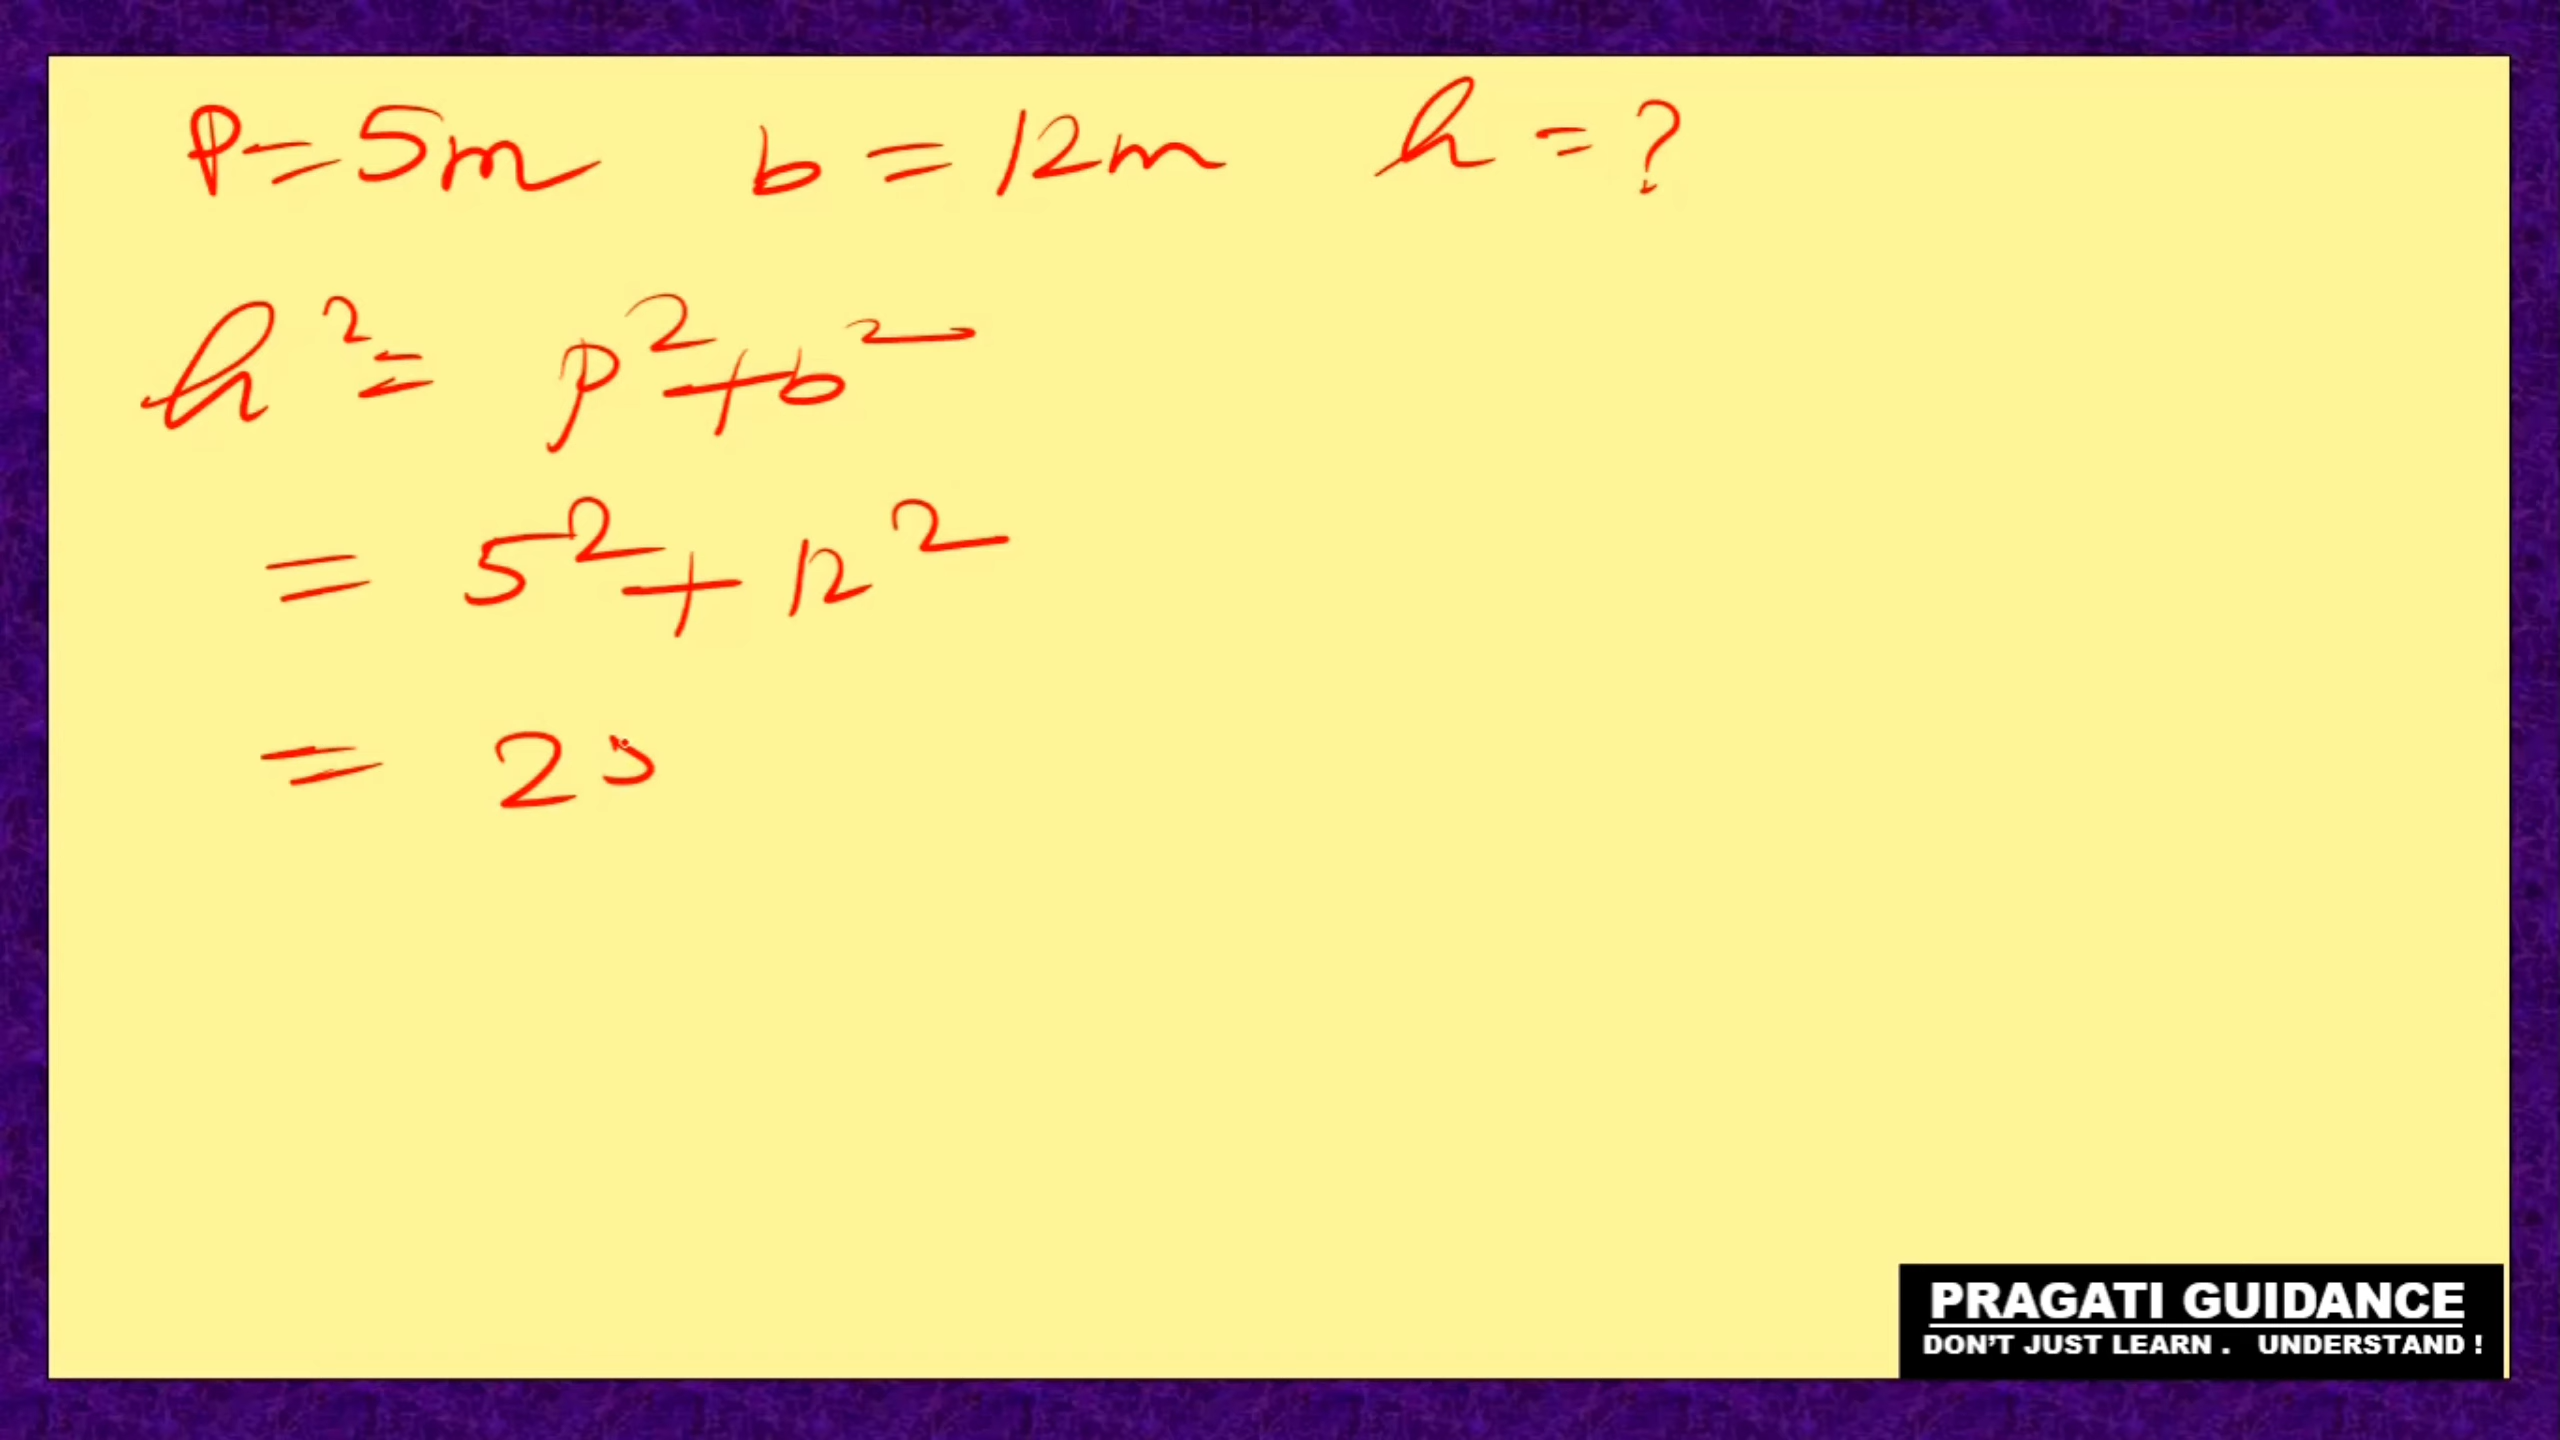 P = 5m b = 12m h = ?
h² = p² + b²
= 5² + 12²
= 25
PRAGATI GUIDANCE
DON'T JUST LEARN . UNDERSTAND !